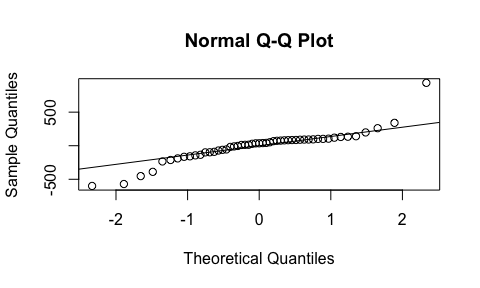 Normal Q-Q Plot
Sample Quantiles
500
-500
-2 -1 0 1 2
Theoretical Quantiles